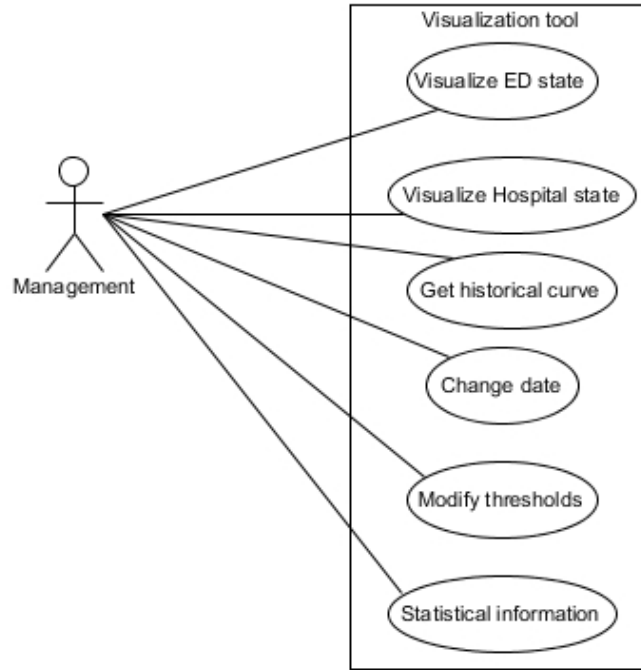 Visualization tool
Visualize ED state
Visualize Hospital state
Management
Get historical curve
Change date
Modify thresholds
Statistical information